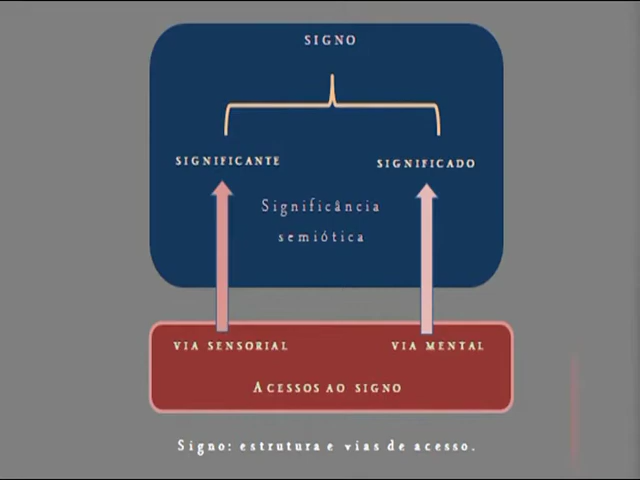 SIGNO
SIGNIFICANTE SIGNIFICADO
Significância
semiótica
VIA SENSORIAL VIA MENTAL
ACESSOS AO SIGNO
Signo: estrutura e vias de acesso.